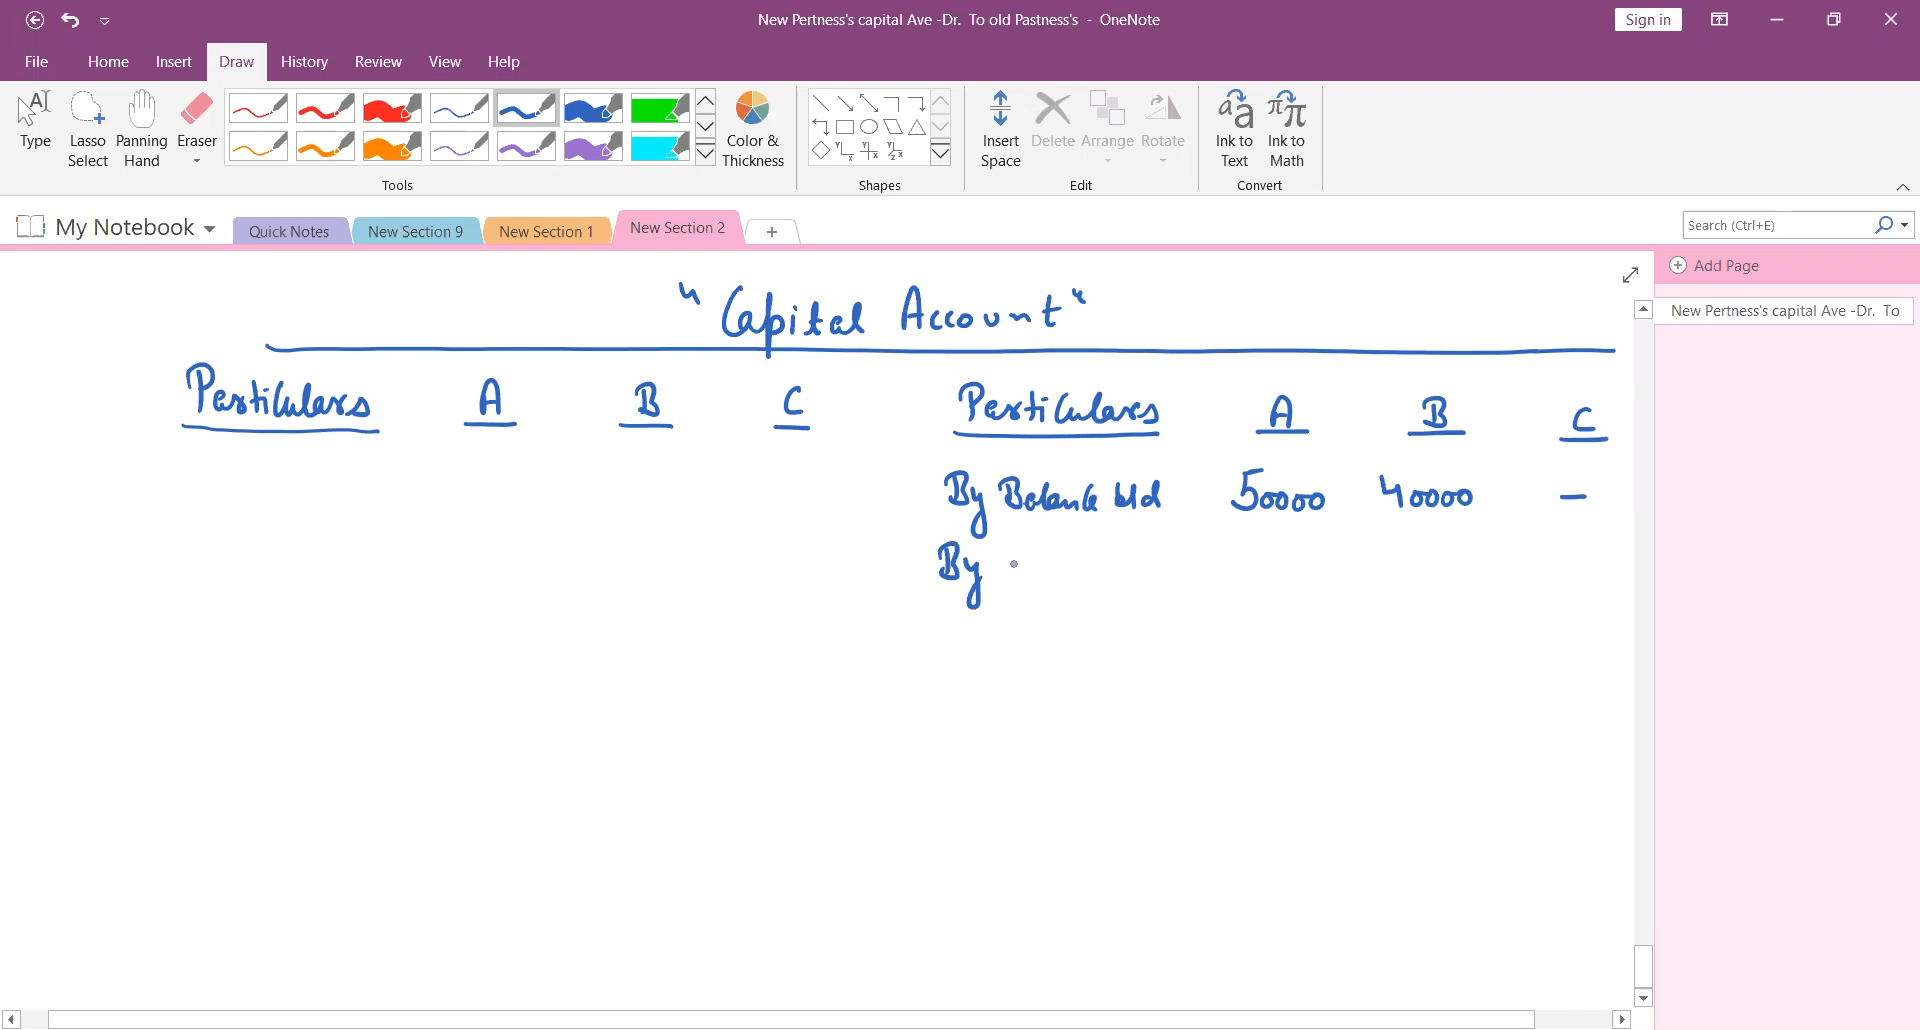 New Pertness's capital Ave -Dr. To old Pastness's - OneNote
Sign in
File Home Insert Draw History Review View Help
Type
Lasso Select
Panning Hand
Eraser
Color & Thickness
Insert Space
Delete
Arrange
Rotate
Ink to Text
Ink to Math
Tools
Shapes
Edit
Convert
My Notebook
Quick Notes
New Section 9
New Section 1
New Section 2
Search (Ctrl+E)
Add Page
New Pertness's capital Ave -Dr. To
"Capital Account"
Perticulars A B C Perticulars A B C
By Balance b/d 50000 40000 —
By